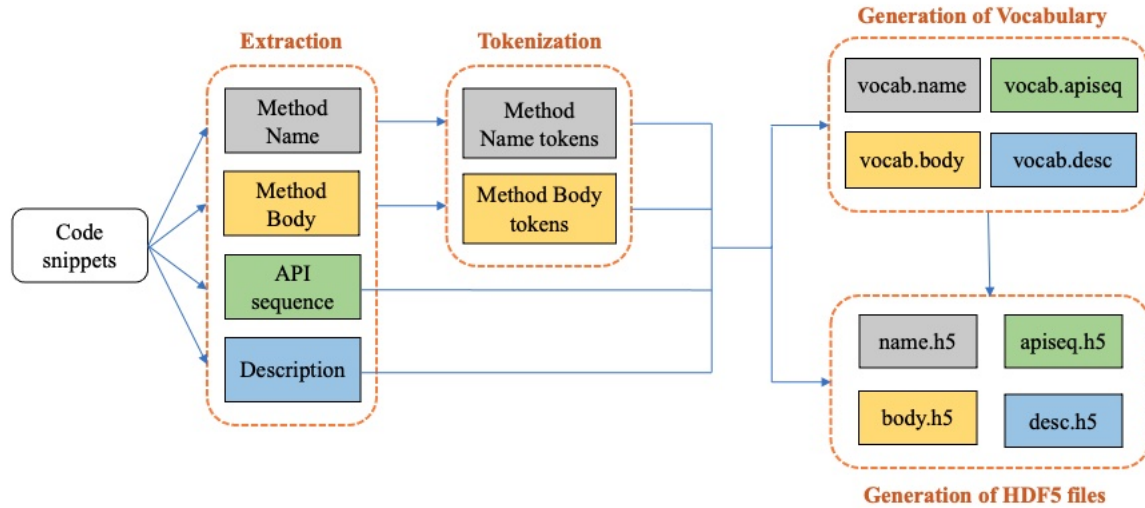 Generation of Vocabulary
Extraction
Tokenization
Method
Name
Method
Name tokens
vocab.name
vocab.apiseq
Method
Body
Method Body
tokens
vocab.body
vocab.desc
Code
snippets
API
sequence
Description
name.h5
apiseq.h5
body.h5
desc.h5
Generation of HDF5 files